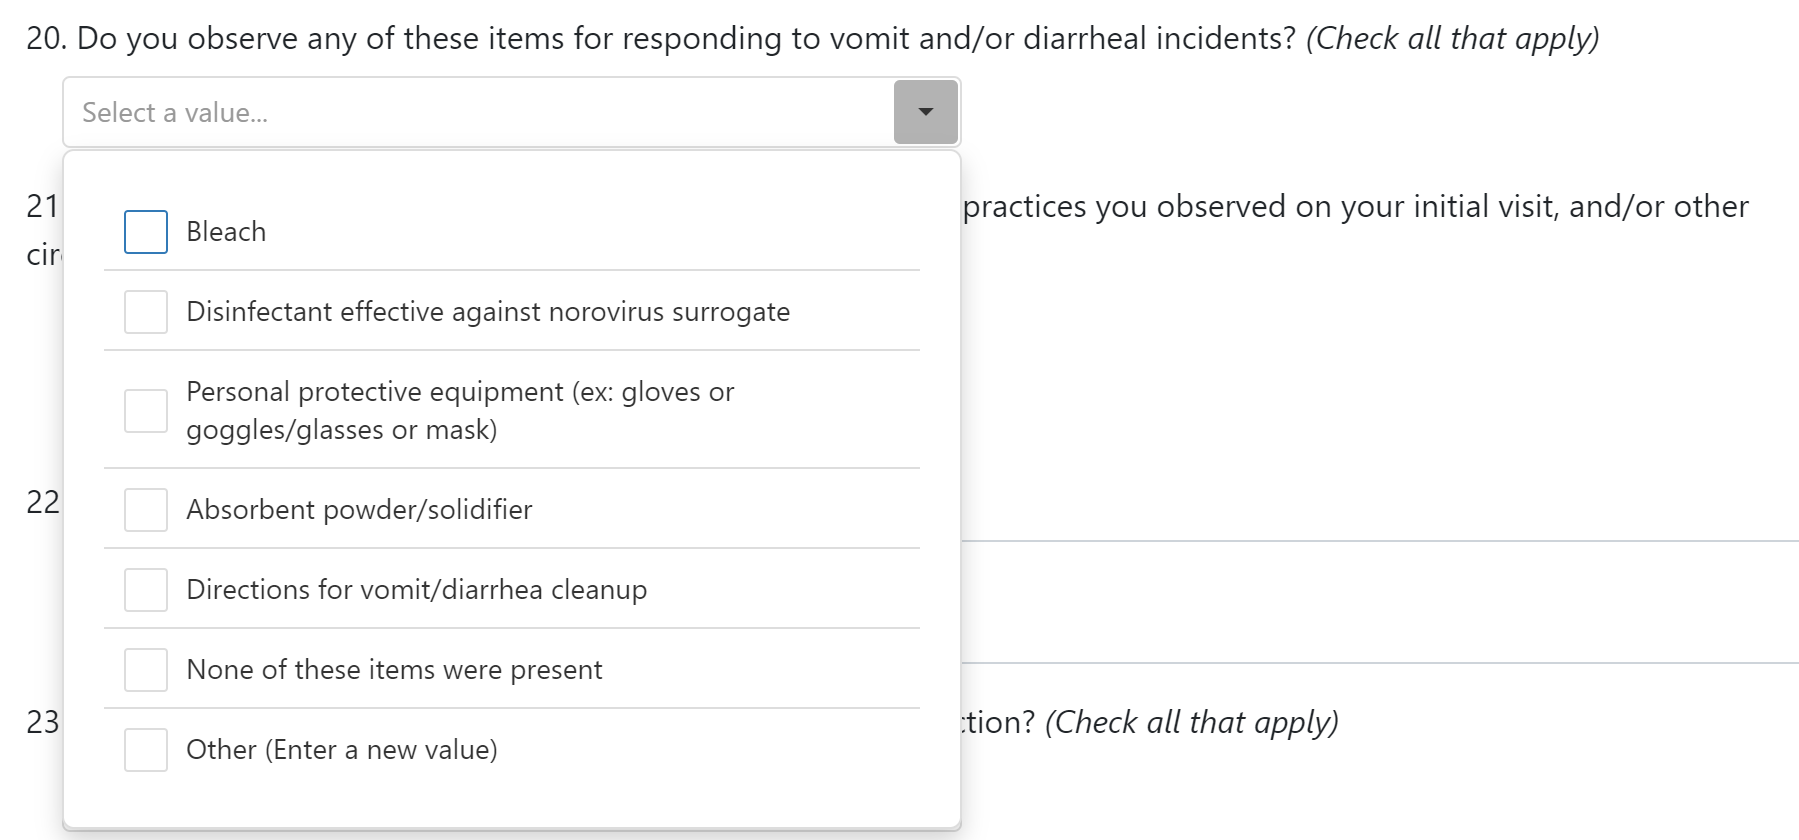 20. Do you observe any of these items for responding to vomit and/or diarrheal incidents? (Check all that apply)
Select a value...
21
practices you observed on your initial visit, and/or other
Bleach
Disinfectant effective against norovirus surrogate
Personal protective equipment (ex: gloves or
goggles/glasses or mask)
22
Absorbent powder/solidifier
Directions for vomit/diarrhea cleanup
None of these items were present
23
(Check all that apply)
Other (Enter a new value)